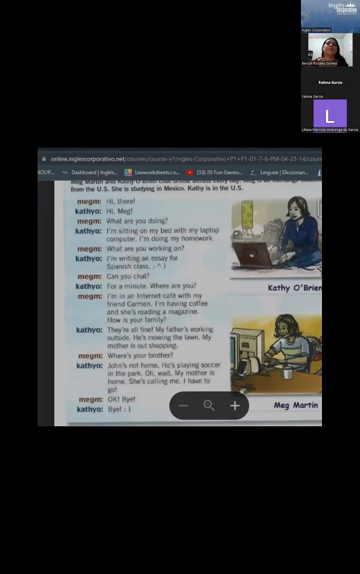 Inglés
Corporativo
Inglés Corporativo
Fatima Garcia
Fatima Garcia
L
online.inglescorporativo.net/courses/course-v1:Ingles-Corporativo+P1+P1-01-7-8-PM-04-23-14/cours
Dashboard | Inglés...
Liveworksheets.co...
(33) 20 Fun Games...
Linguee | Diccionari...
from the U.S. She is studying in Mexico. Kathy is in the U.S.
megm: Hi, there!
kathyo: Hi, Meg!
megm: What are you doing?
kathyo: I'm sitting on my bed with my laptop
computer. I'm doing my homework.
megm: What are you working on?
kathyo: I'm writing an essay for
Spanish class. : ^ )
megm: Can you chat?
kathyo: For a minute. Where are you?
megm: I'm in an Internet café with my
friend Carmen. I'm having coffee
and she's reading a magazine.
How is your family?
kathyo: They're all fine! My father's working
outside. He's mowing the lawn. My
mother is out shopping.
megm: Where's your brother?
kathyo: John's not home. He's playing soccer
in the park. Oh, wait. My mother is
home. She's calling me. I have to
go!
megm: OK! Bye!
kathyo: Bye! : )
Kathy O'Brien
Meg Martin